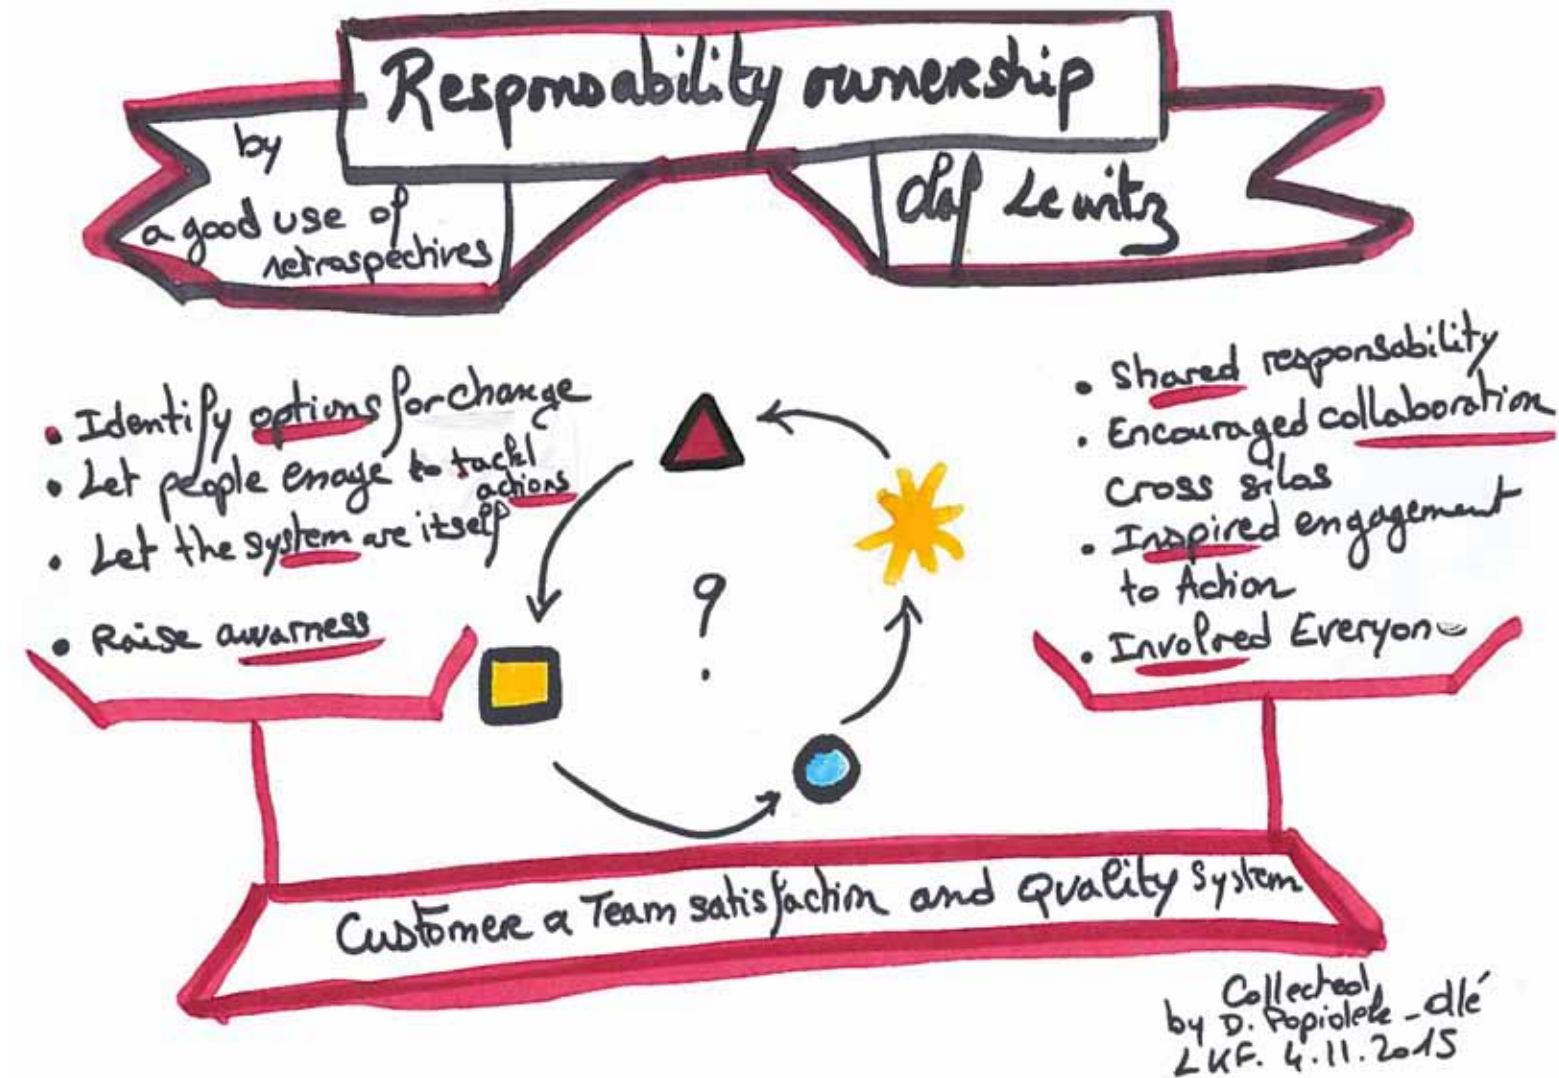 Responsability ownership
by
a good use of
retrospectives
Olaf Lewitz
• Identify options for change
• Let people enage to tackl
actions
• Let the system are itself
• Raise awarness
?
• Shared responsability
• Encouraged collaboration
cross silos
• Inspired engagement
to Action
• Involved Everyone
Customer a Team satisfaction and Quality System
Collected
by D. Popiolek - dlé
LKF. 4.11.2015